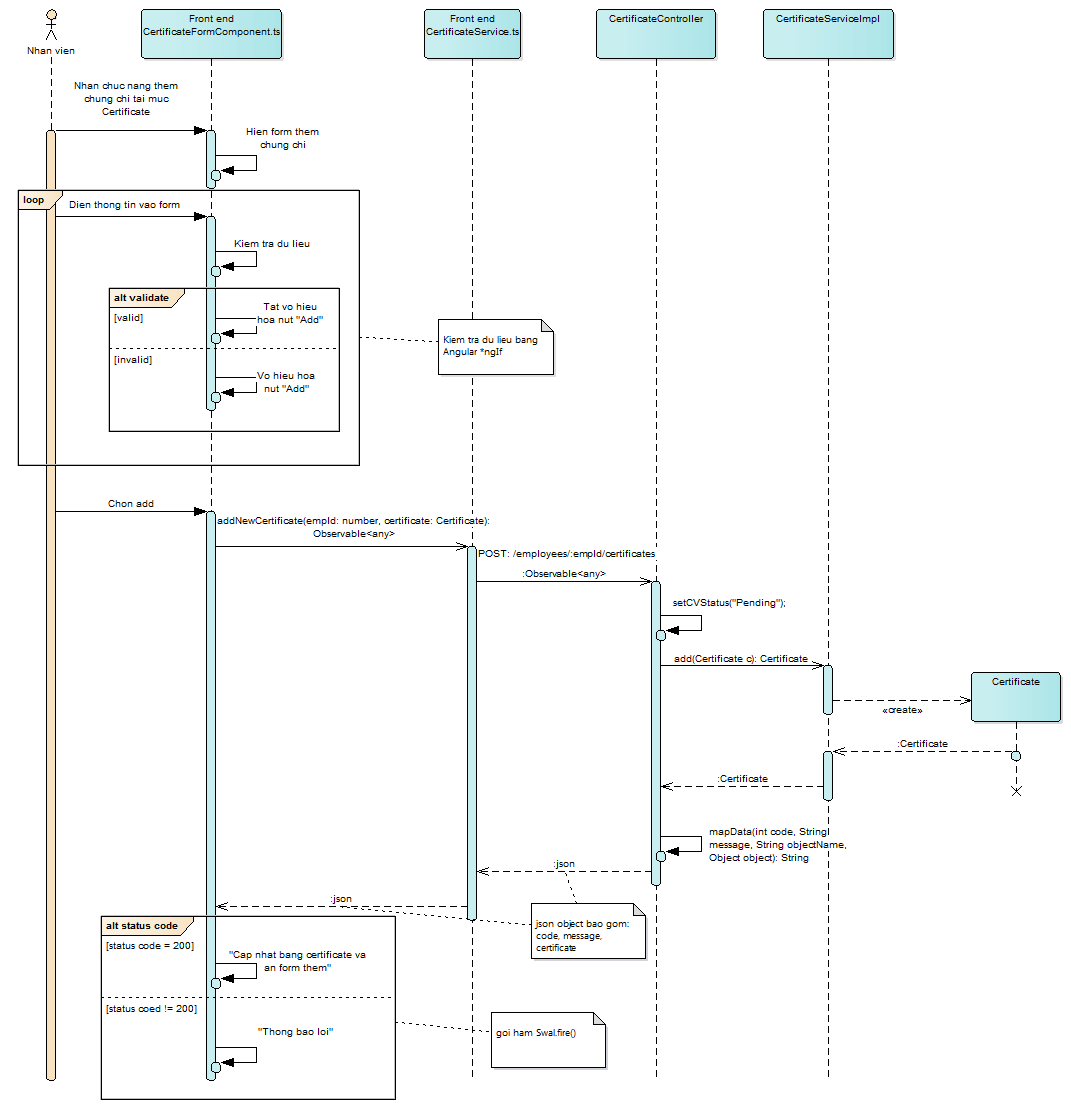 Front end
CertificateFormComponent.ts
Front end
CertificateService.ts
CertificateController
CertificateServiceImpl
Nhan vien
Nhan chuc nang them
chung chi tai muc
Certificate
Hien form them
chung chi
loop
Dien thong tin vao form
Kiem tra du lieu
alt validate
[valid]
Tat vo hieu
hoa nut "Add"
Kiem tra du lieu bang
Angular *ngIf
[invalid]
Vo hieu hoa
nut "Add"
Chon add
addNewCertificate(empId: number, certificate: Certificate):
Observable<any>
POST: /employees/:empId/certificates
:Observable<any>
setCVStatus("Pending");
add(Certificate c): Certificate
Certificate
«create»
:Certificate
:Certificate
mapData(int code, String
message, String objectName,
Object object): String
:json
:json
json object bao gom:
code, message,
certificate
alt status code
[status code = 200]
"Cap nhat bang certificate va
an form them"
[status coed != 200]
"Thong bao loi"
goi ham Swal.fire()